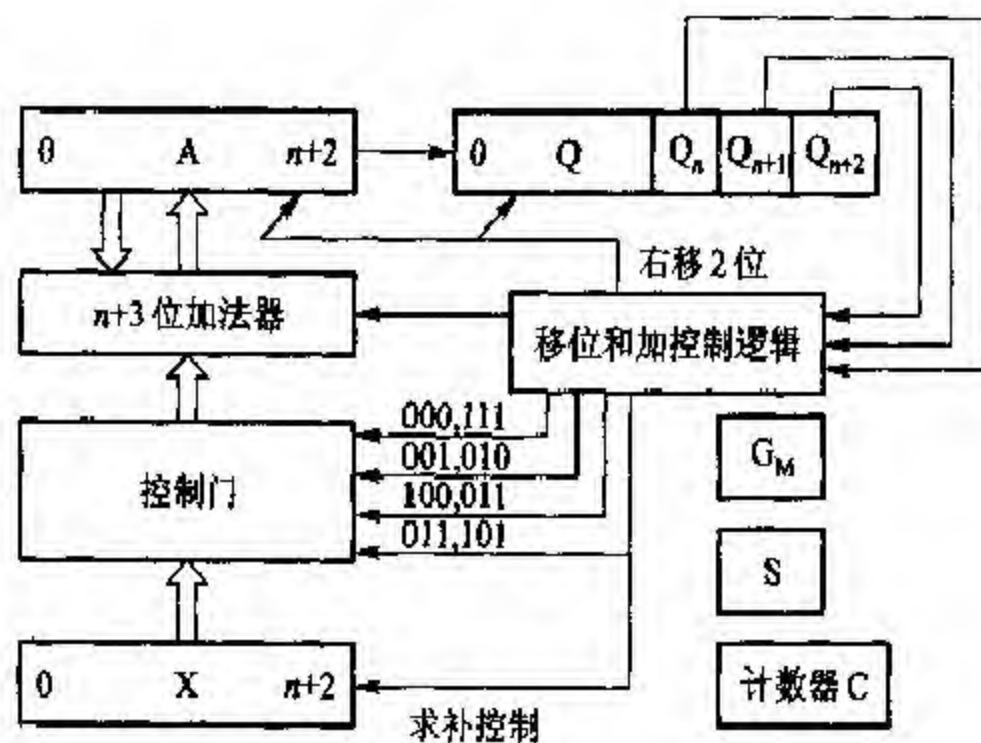 0 A n+2
0 Q Qn Qn+1 Qn+2
右移2位
n+3位加法器
移位和加控制逻辑
000,111
001,010
100,011
011,101
控制门
GM
S
0 X n+2
计数器C
求补控制